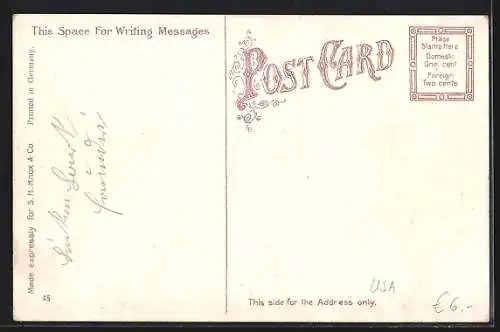 This Space For Writing Messages
POST CARD
Place
Stamp Here
Domestic
One cent
Foreign
Two cents
Made expressly for S. H. Knox & Co. Printed in Germany.
45
This side for the Address only.
USA
£6.-